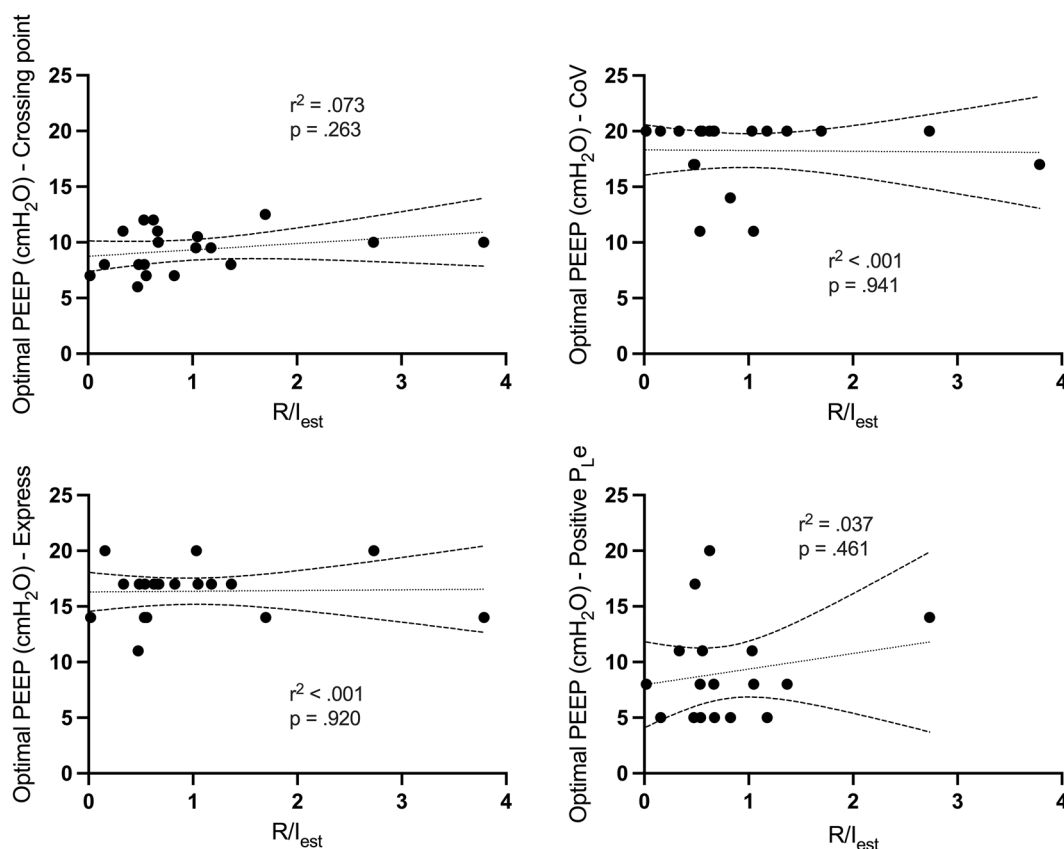 Optimal PEEP (cmH₂O) - Crossing point
25
20
15
10
5
0
r² = .073
p = .263
0 1 2 3 4
R/Iest
Optimal PEEP (cmH₂O) - CoV
25
20
15
10
5
0
r² < .001
p = .941
0 1 2 3 4
R/Iest
Optimal PEEP (cmH₂O) - Express
25
20
15
10
5
0
r² < .001
p = .920
0 1 2 3 4
R/Iest
Optimal PEEP (cmH₂O) - Positive PLe
25
20
15
10
5
0
r² = .037
p = .461
0 1 2 3 4
R/Iest